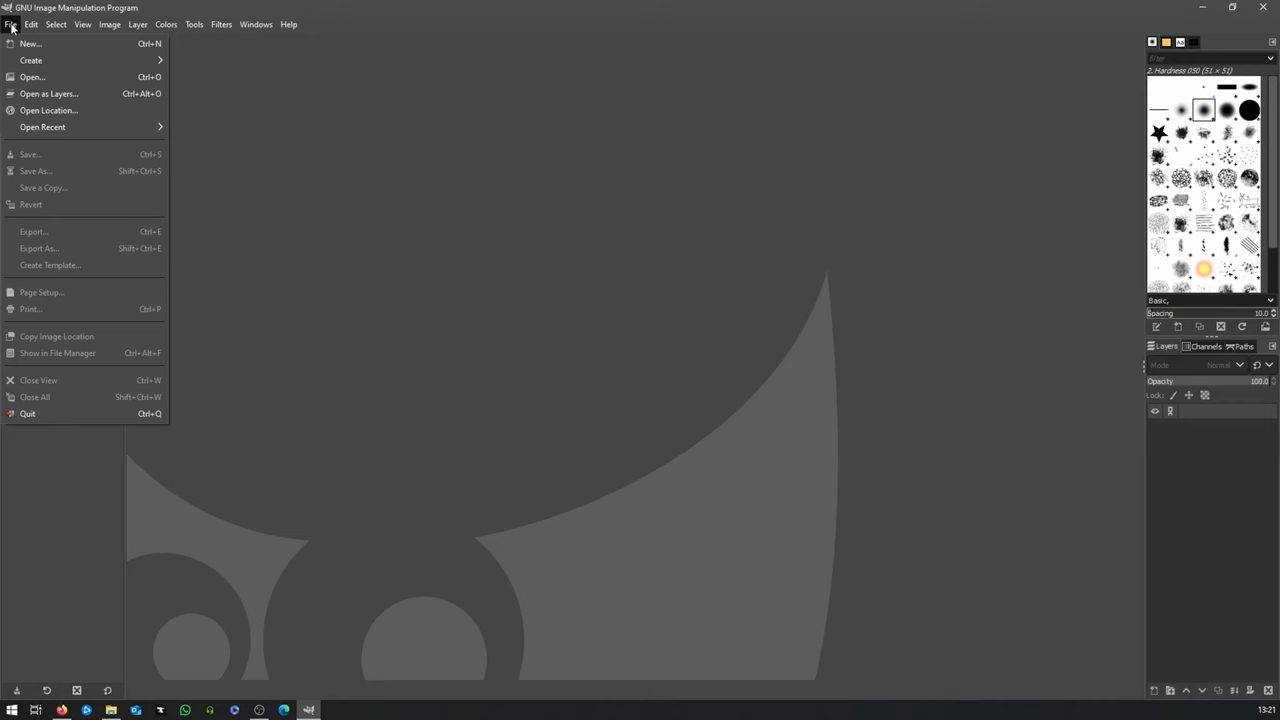 GNU Image Manipulation Program
File Edit Select View Image Layer Colors Tools Filters Windows Help
New... Ctrl+N
Create
Open... Ctrl+O
Open as Layers... Ctrl+Alt+O
Open Location...
Open Recent
Save... Ctrl+S
Save As... Shift+Ctrl+S
Save a Copy...
Revert
Export... Ctrl+E
Export As... Shift+Ctrl+E
Create Template...
Page Setup...
Print... Ctrl+P
Copy Image Location
Show in File Manager Ctrl+Alt+F
Close View Ctrl+W
Close All Shift+Ctrl+W
Quit Ctrl+Q
Aa
filter
2. Hardness 050 (51 × 51)
Basic,
Spacing 10.0
Layers Channels Paths
Mode Normal
Opacity 100.0
Lock:
13:21